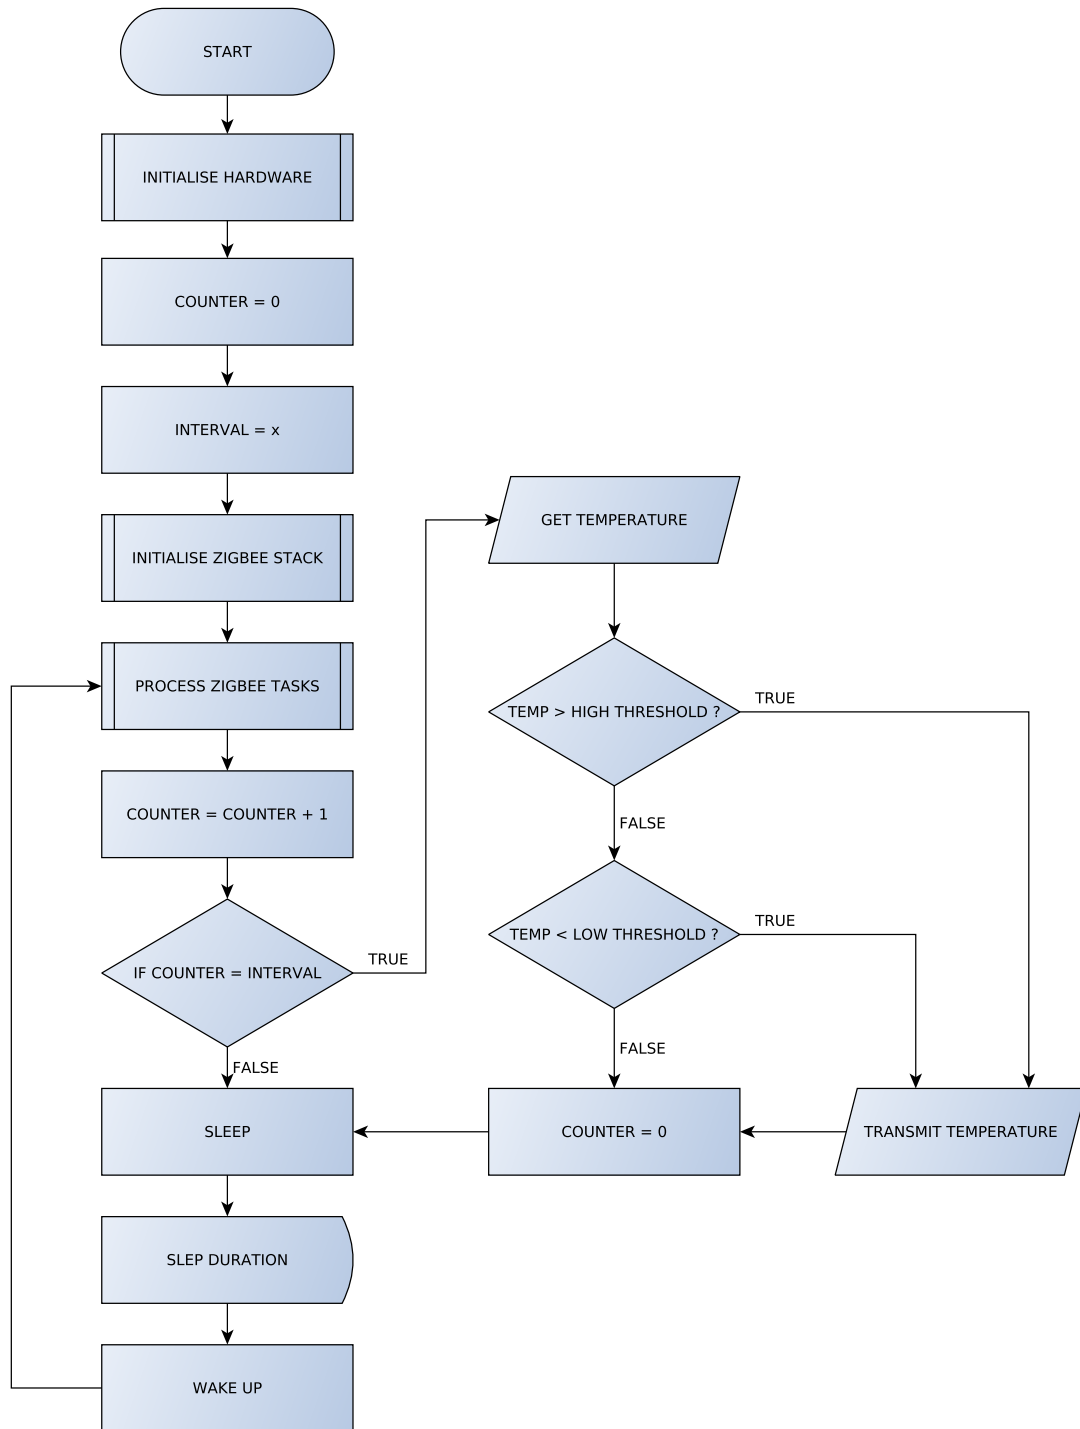 START
INITIALISE HARDWARE
COUNTER = 0
INTERVAL = x
INITIALISE ZIGBEE STACK
PROCESS ZIGBEE TASKS
COUNTER = COUNTER + 1
IF COUNTER = INTERVAL
TRUE
FALSE
GET TEMPERATURE
TEMP > HIGH THRESHOLD ?
TRUE
FALSE
TEMP < LOW THRESHOLD ?
TRUE
FALSE
TRANSMIT TEMPERATURE
COUNTER = 0
SLEEP
SLEP DURATION
WAKE UP